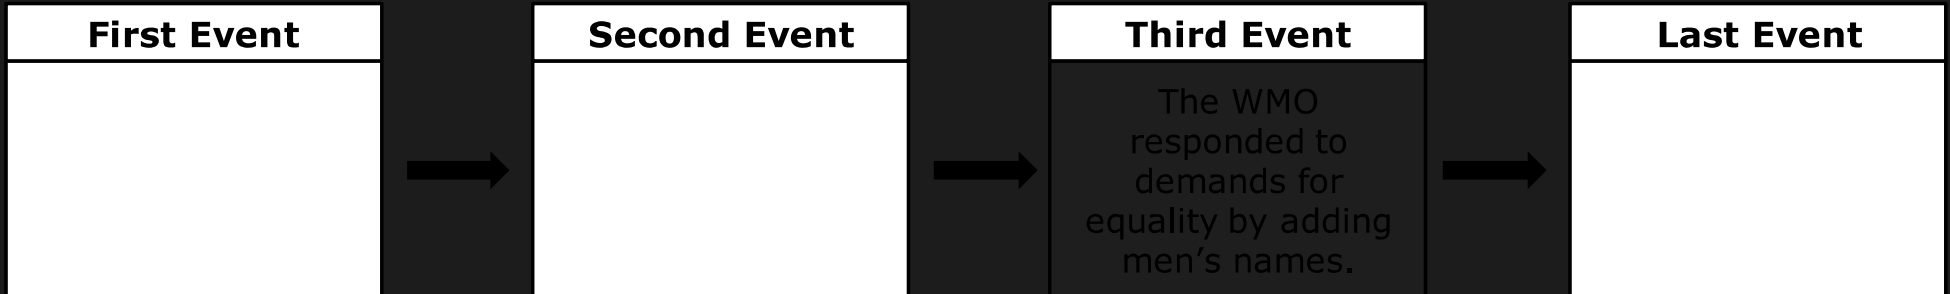 First Event
Second Event
Third Event
Last Event
The WMO
responded to
demands for
equality by adding
men’s names.